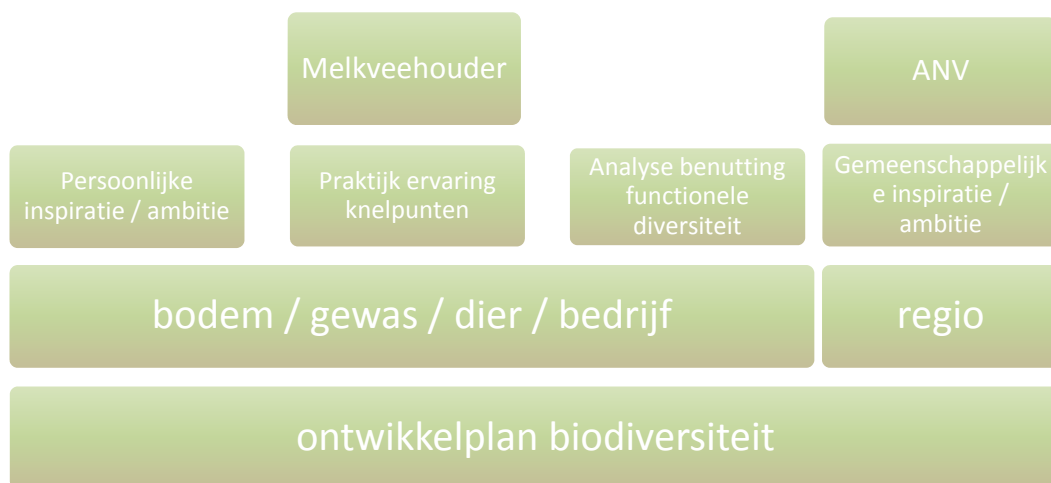 Melkveehouder
ANV
Persoonlijke
inspiratie / ambitie
Praktijk ervaring
knelpunten
Analyse benutting
functionele
diversiteit
Gemeenschappelijk
e inspiratie /
ambitie
bodem / gewas / dier / bedrijf
regio
ontwikkelplan biodiversiteit